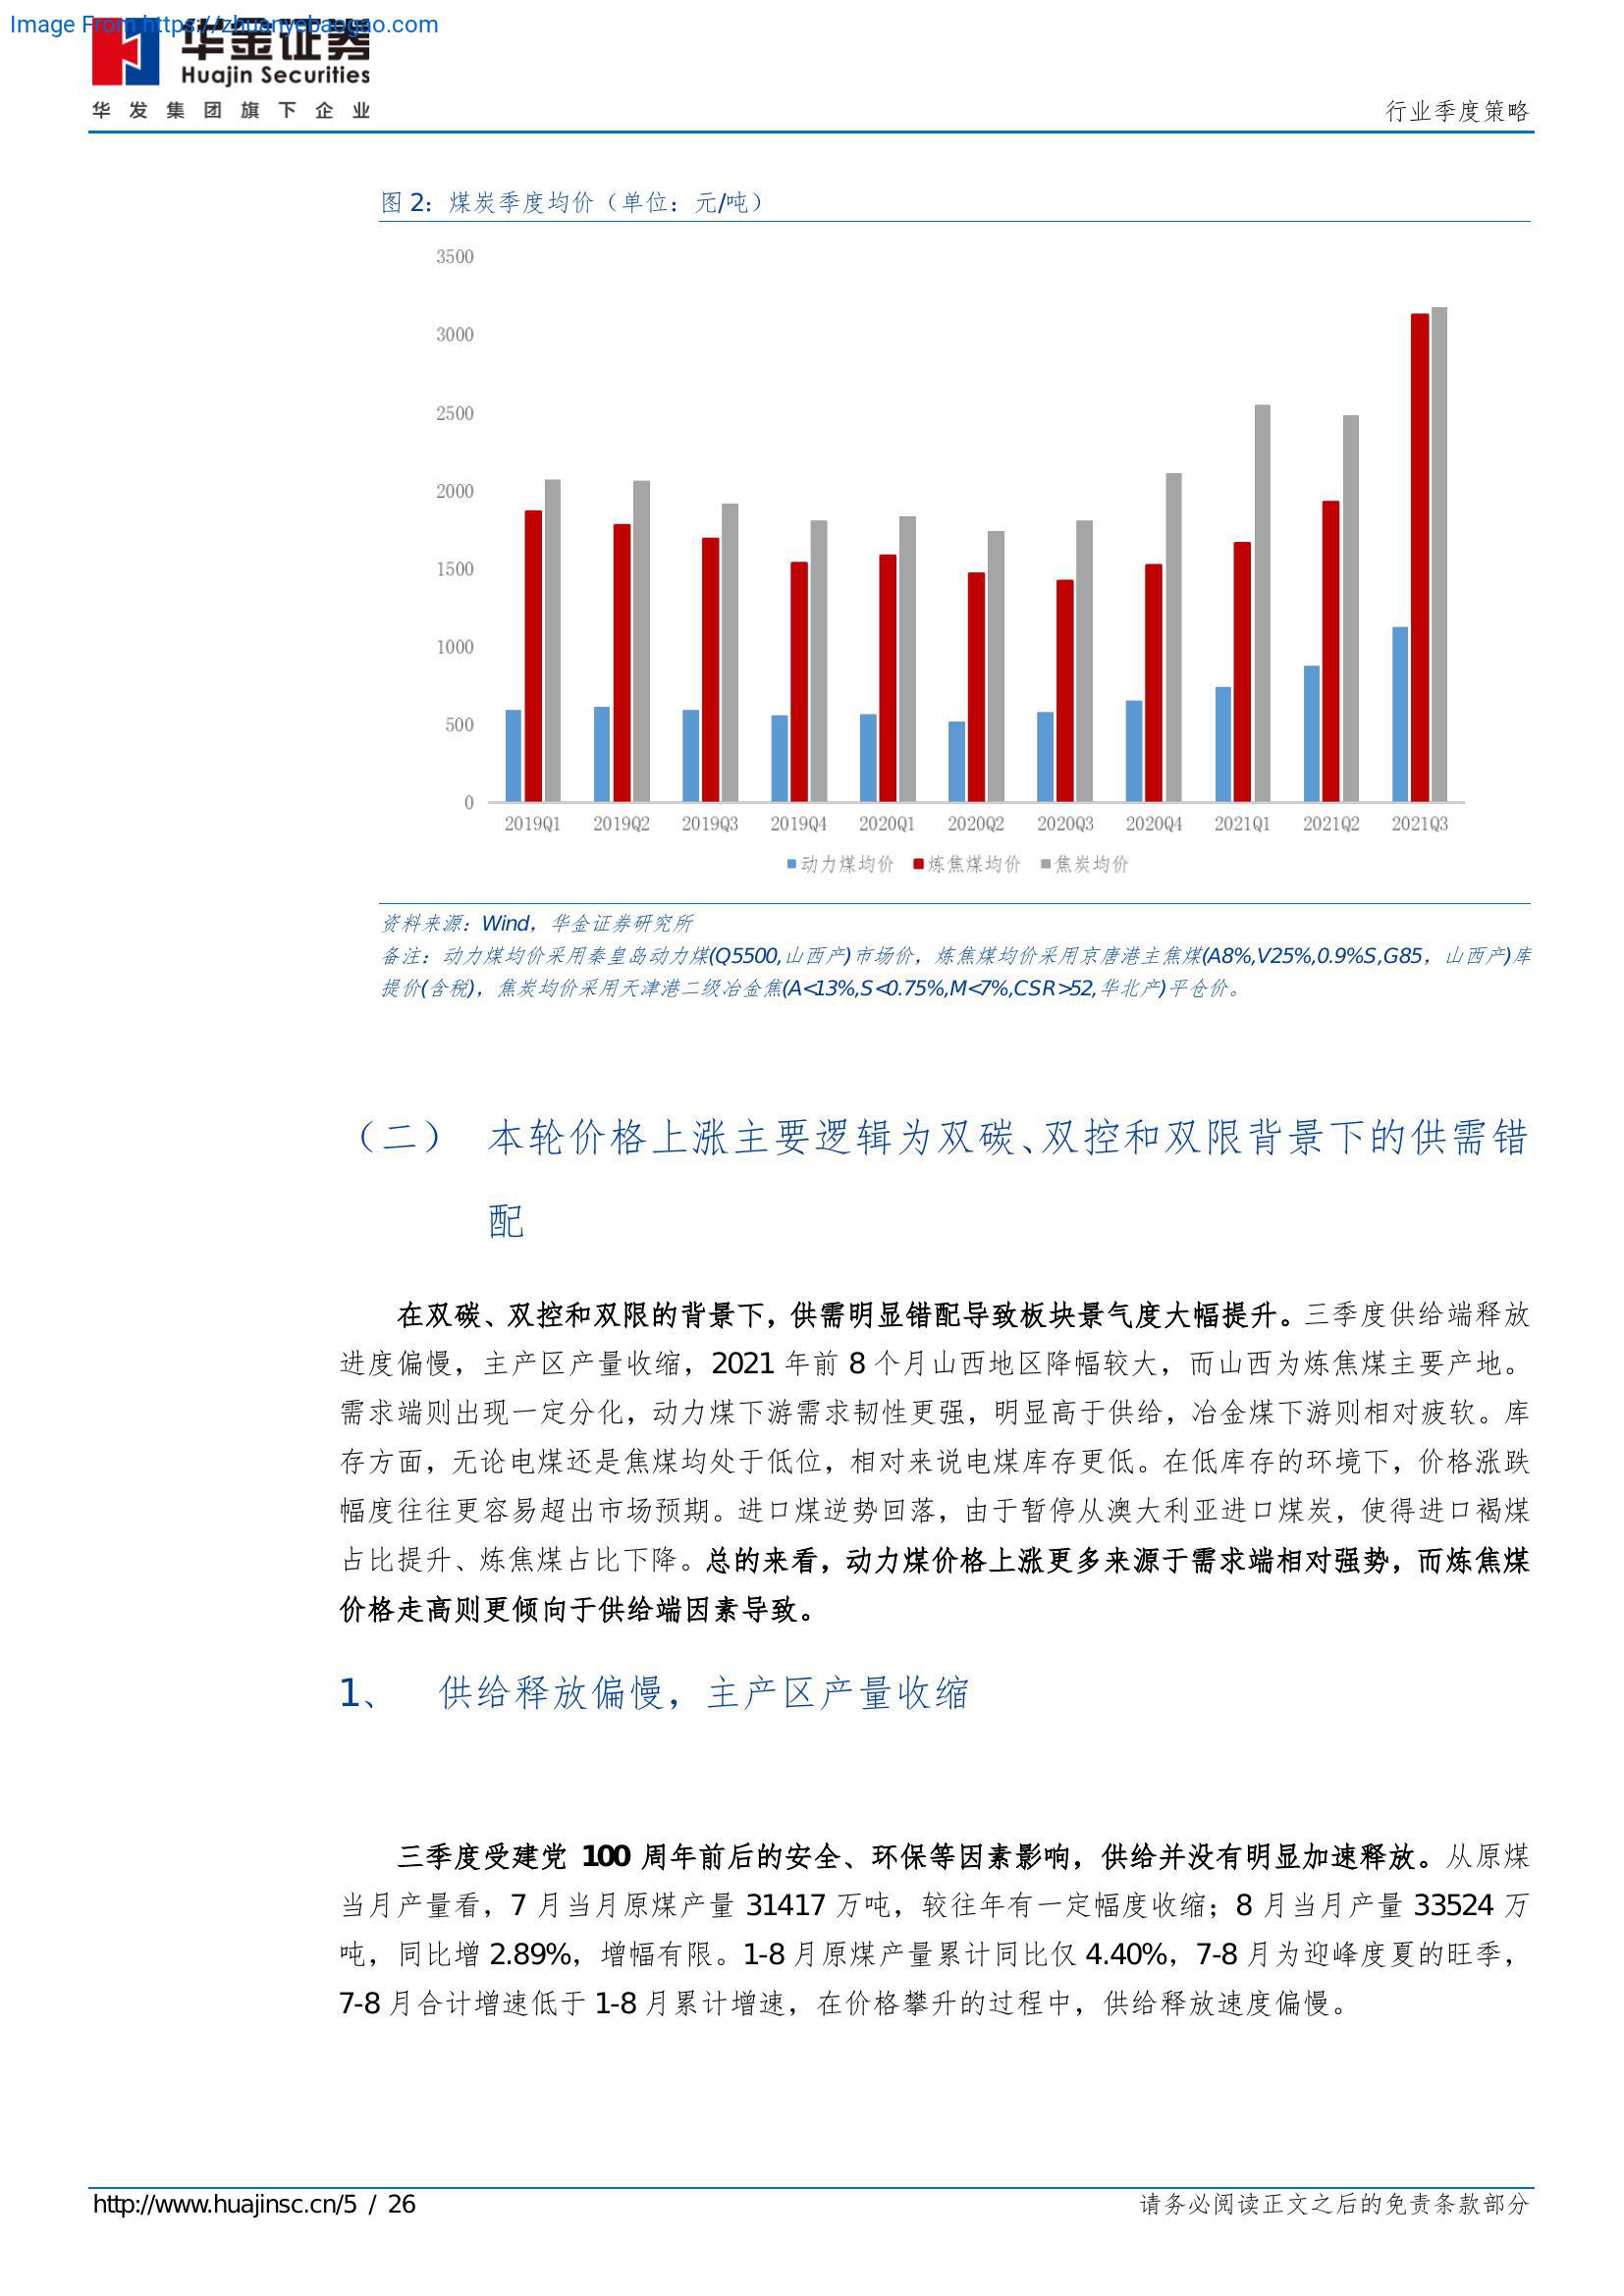 Image From https://zhuanyebaogao.com
华金证券
Huajin Securities
华发集团旗下企业
行业季度策略
图 2：煤炭季度均价（单位：元/吨）
3500
3000
2500
2000
1500
1000
500
0
2019Q1 2019Q2 2019Q3 2019Q4 2020Q1 2020Q2 2020Q3 2020Q4 2021Q1 2021Q2 2021Q3
动力煤均价 炼焦煤均价 焦炭均价
资料来源：Wind，华金证券研究所
备注：动力煤均价采用秦皇岛动力煤(Q5500,山西产)市场价，炼焦煤均价采用京唐港主焦煤(A8%,V25%,0.9%S,G85，山西产)库
提价(含税)，焦炭均价采用天津港二级冶金焦(A<13%,S<0.75%,M<7%,CSR>52,华北产)平仓价。
（二） 本轮价格上涨主要逻辑为双碳、双控和双限背景下的供需错
配
在双碳、双控和双限的背景下，供需明显错配导致板块景气度大幅提升。三季度供给端释放
进度偏慢，主产区产量收缩，2021 年前 8 个月山西地区降幅较大，而山西为炼焦煤主要产地。
需求端则出现一定分化，动力煤下游需求韧性更强，明显高于供给，冶金煤下游则相对疲软。库
存方面，无论电煤还是焦煤均处于低位，相对来说电煤库存更低。在低库存的环境下，价格涨跌
幅度往往更容易超出市场预期。进口煤逆势回落，由于暂停从澳大利亚进口煤炭，使得进口褐煤
占比提升、炼焦煤占比下降。总的来看，动力煤价格上涨更多来源于需求端相对强势，而炼焦煤
价格走高则更倾向于供给端因素导致。
1、 供给释放偏慢，主产区产量收缩
三季度受建党 100 周年前后的安全、环保等因素影响，供给并没有明显加速释放。从原煤
当月产量看，7 月当月原煤产量 31417 万吨，较往年有一定幅度收缩；8 月当月产量 33524 万
吨，同比增 2.89%，增幅有限。1-8 月原煤产量累计同比仅 4.40%，7-8 月为迎峰度夏的旺季，
7-8 月合计增速低于 1-8 月累计增速，在价格攀升的过程中，供给释放速度偏慢。
http://www.huajinsc.cn/5 / 26
请务必阅读正文之后的免责条款部分